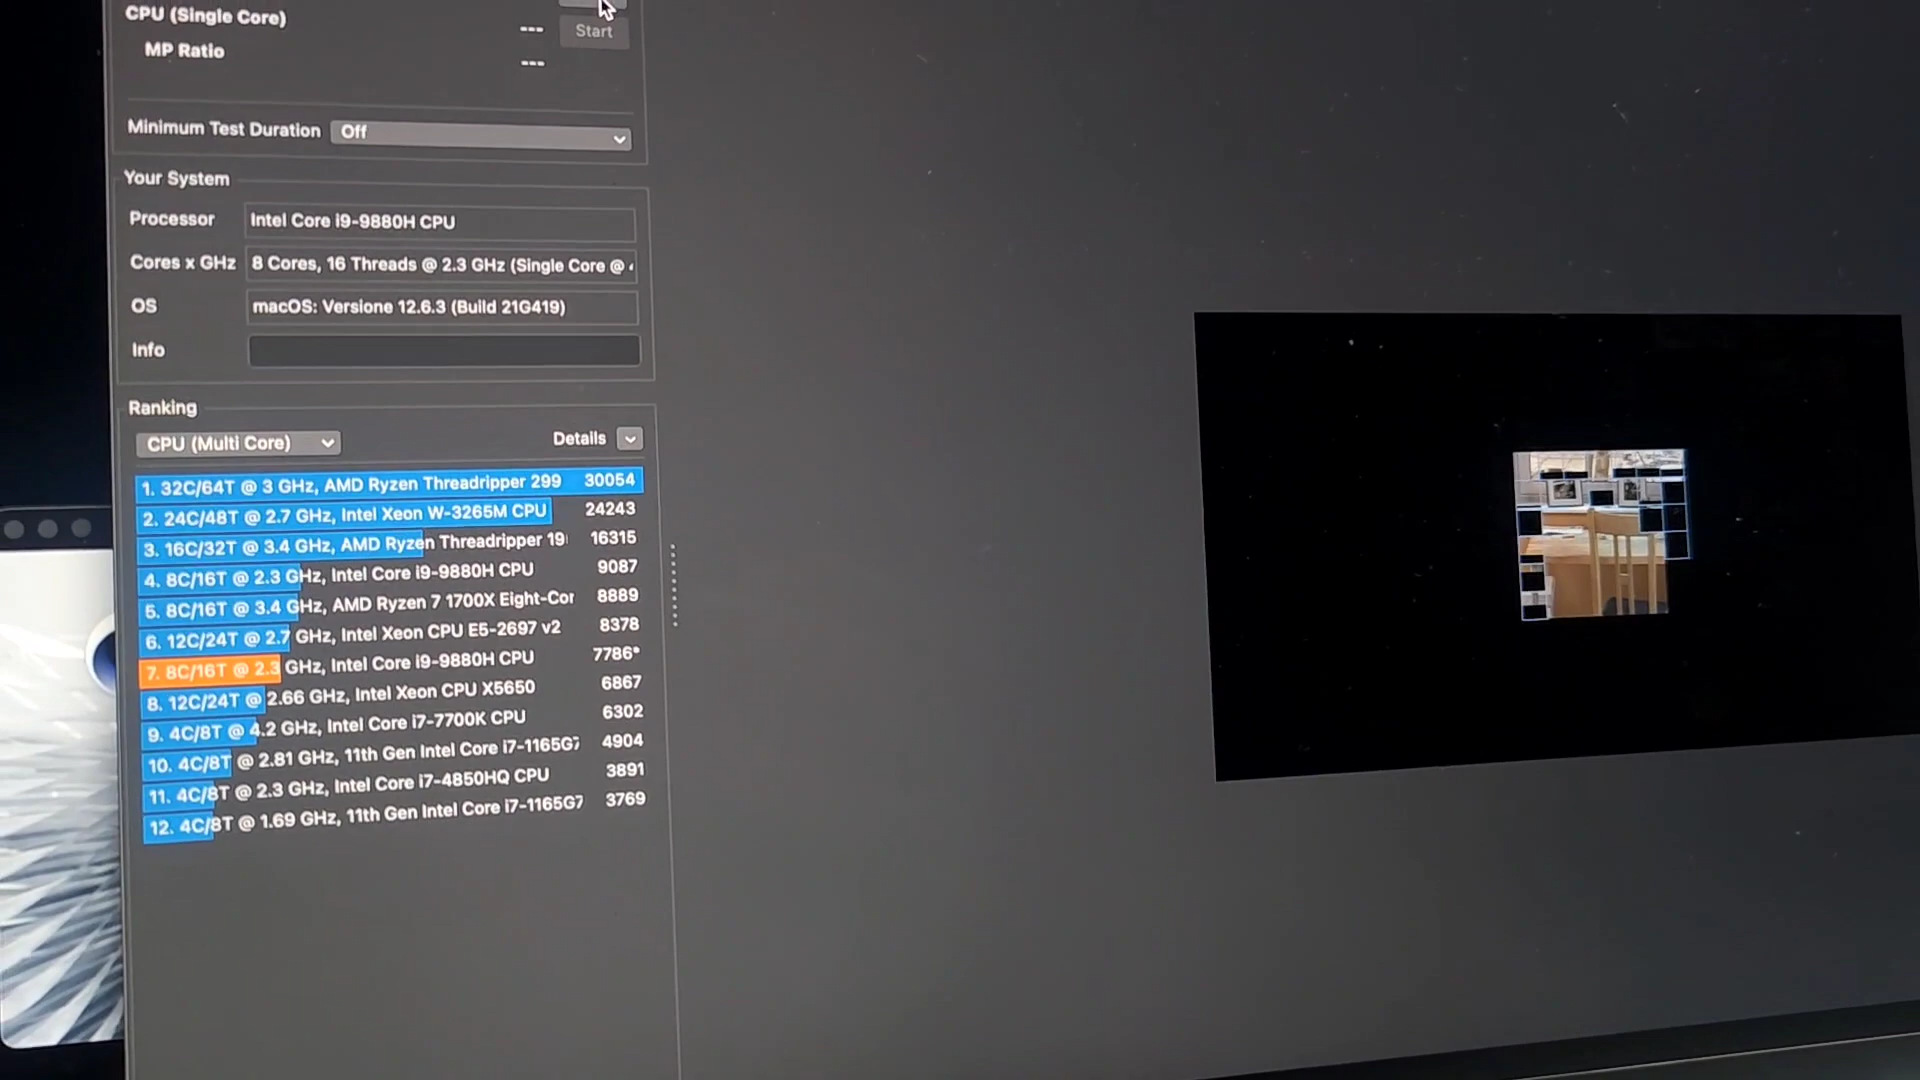 CPU (Single Core) --- Start
MP Ratio ---
Minimum Test Duration Off
Your System
Processor Intel Core i9-9880H CPU
Cores x GHz 8 Cores, 16 Threads @ 2.3 GHz (Single Core @
OS macOS: Versione 12.6.3 (Build 21G419)
Info
Ranking
CPU (Multi Core) Details
1. 32C/64T @ 3 GHz, AMD Ryzen Threadripper 299 30054
2. 24C/48T @ 2.7 GHz, Intel Xeon W-3265M CPU 24243
3. 16C/32T @ 3.4 GHz, AMD Ryzen Threadripper 19 16315
4. 8C/16T @ 2.3 GHz, Intel Core i9-9880H CPU 9087
5. 8C/16T @ 3.4 GHz, AMD Ryzen 7 1700X Eight-Cor 8889
6. 12C/24T @ 2.7 GHz, Intel Xeon CPU E5-2697 v2 8378
7. 8C/16T @ 2.3 GHz, Intel Core i9-9880H CPU 7786*
8. 12C/24T @ 2.66 GHz, Intel Xeon CPU X5650 6867
9. 4C/8T @ 4.2 GHz, Intel Core i7-7700K CPU 6302
10. 4C/8T @ 2.81 GHz, 11th Gen Intel Core i7-1165G7 4904
11. 4C/8T @ 2.3 GHz, Intel Core i7-4850HQ CPU 3891
12. 4C/8T @ 1.69 GHz, 11th Gen Intel Core i7-1165G7 3769